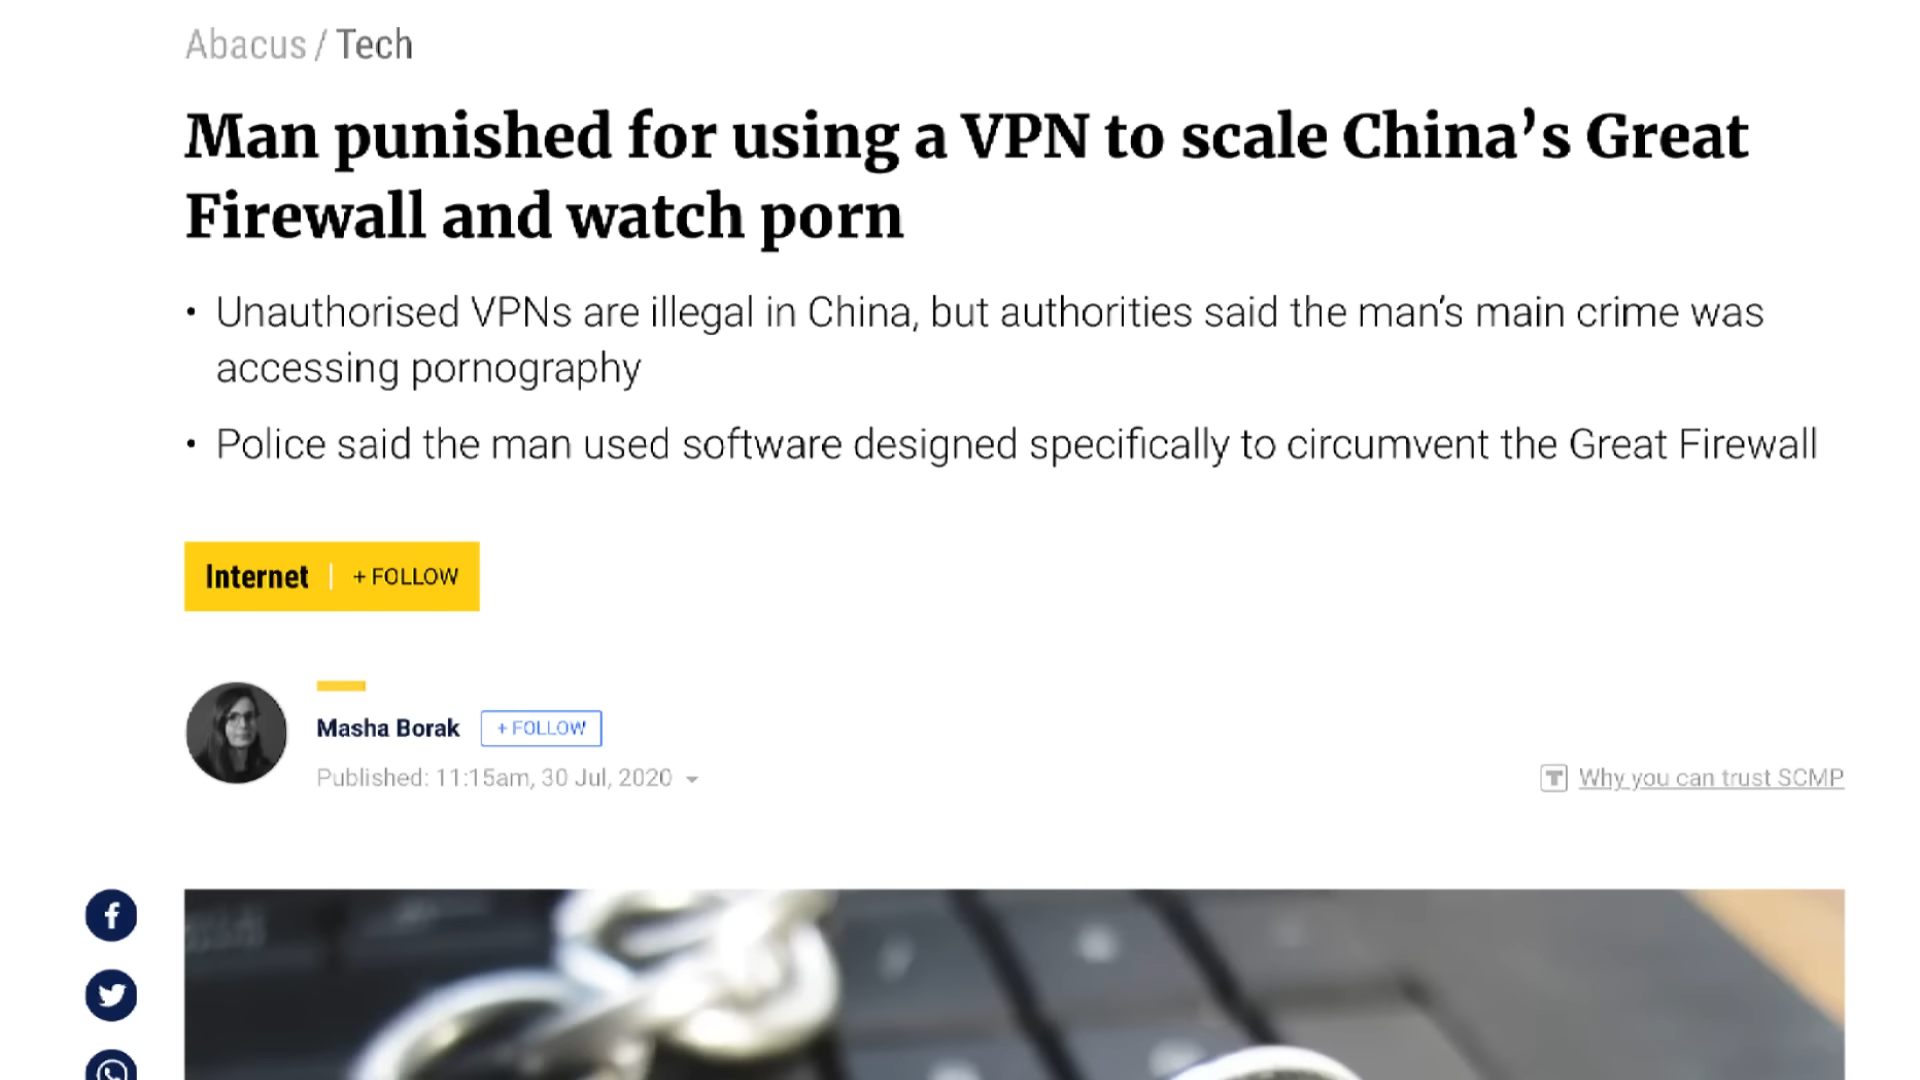 Abacus / Tech
Man punished for using a VPN to scale China’s Great
Firewall and watch porn
• Unauthorised VPNs are illegal in China, but authorities said the man’s main crime was
accessing pornography
• Police said the man used software designed specifically to circumvent the Great Firewall
Internet | + FOLLOW
Masha Borak + FOLLOW
Published: 11:15am, 30 Jul, 2020
Why you can trust SCMP